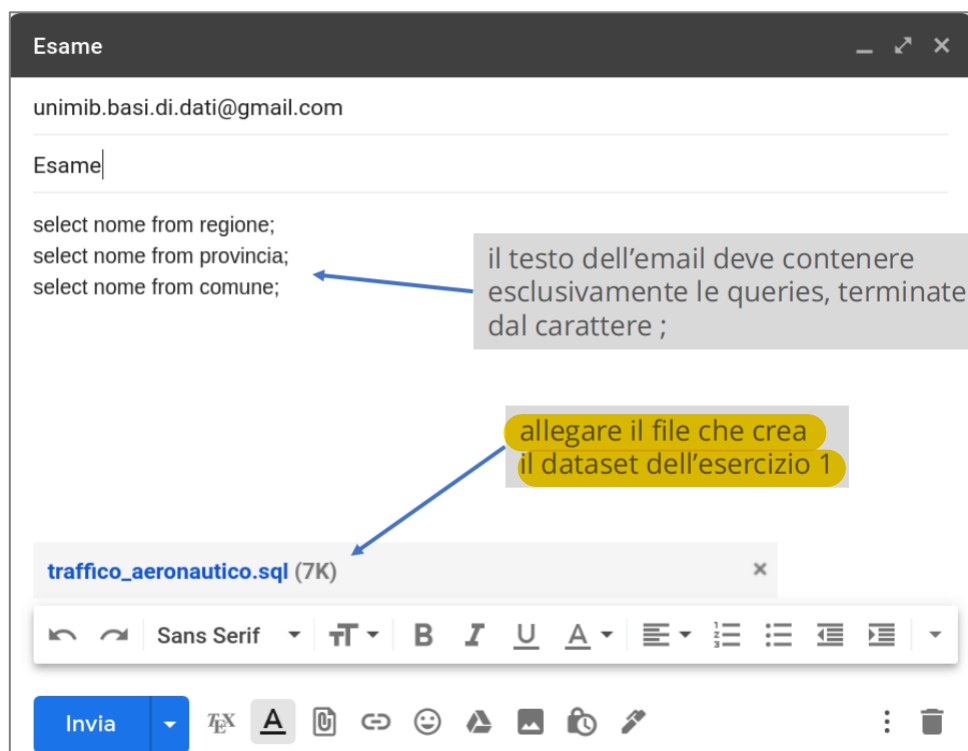 Esame
unimib.basi.di.dati@gmail.com
Esame
select nome from regione;
select nome from provincia;
select nome from comune;
il testo dell’email deve contenere
esclusivamente le queries, terminate
dal carattere ;
allegare il file che crea
il dataset dell’esercizio 1
traffico_aeronautico.sql (7K)
Sans Serif
Invia